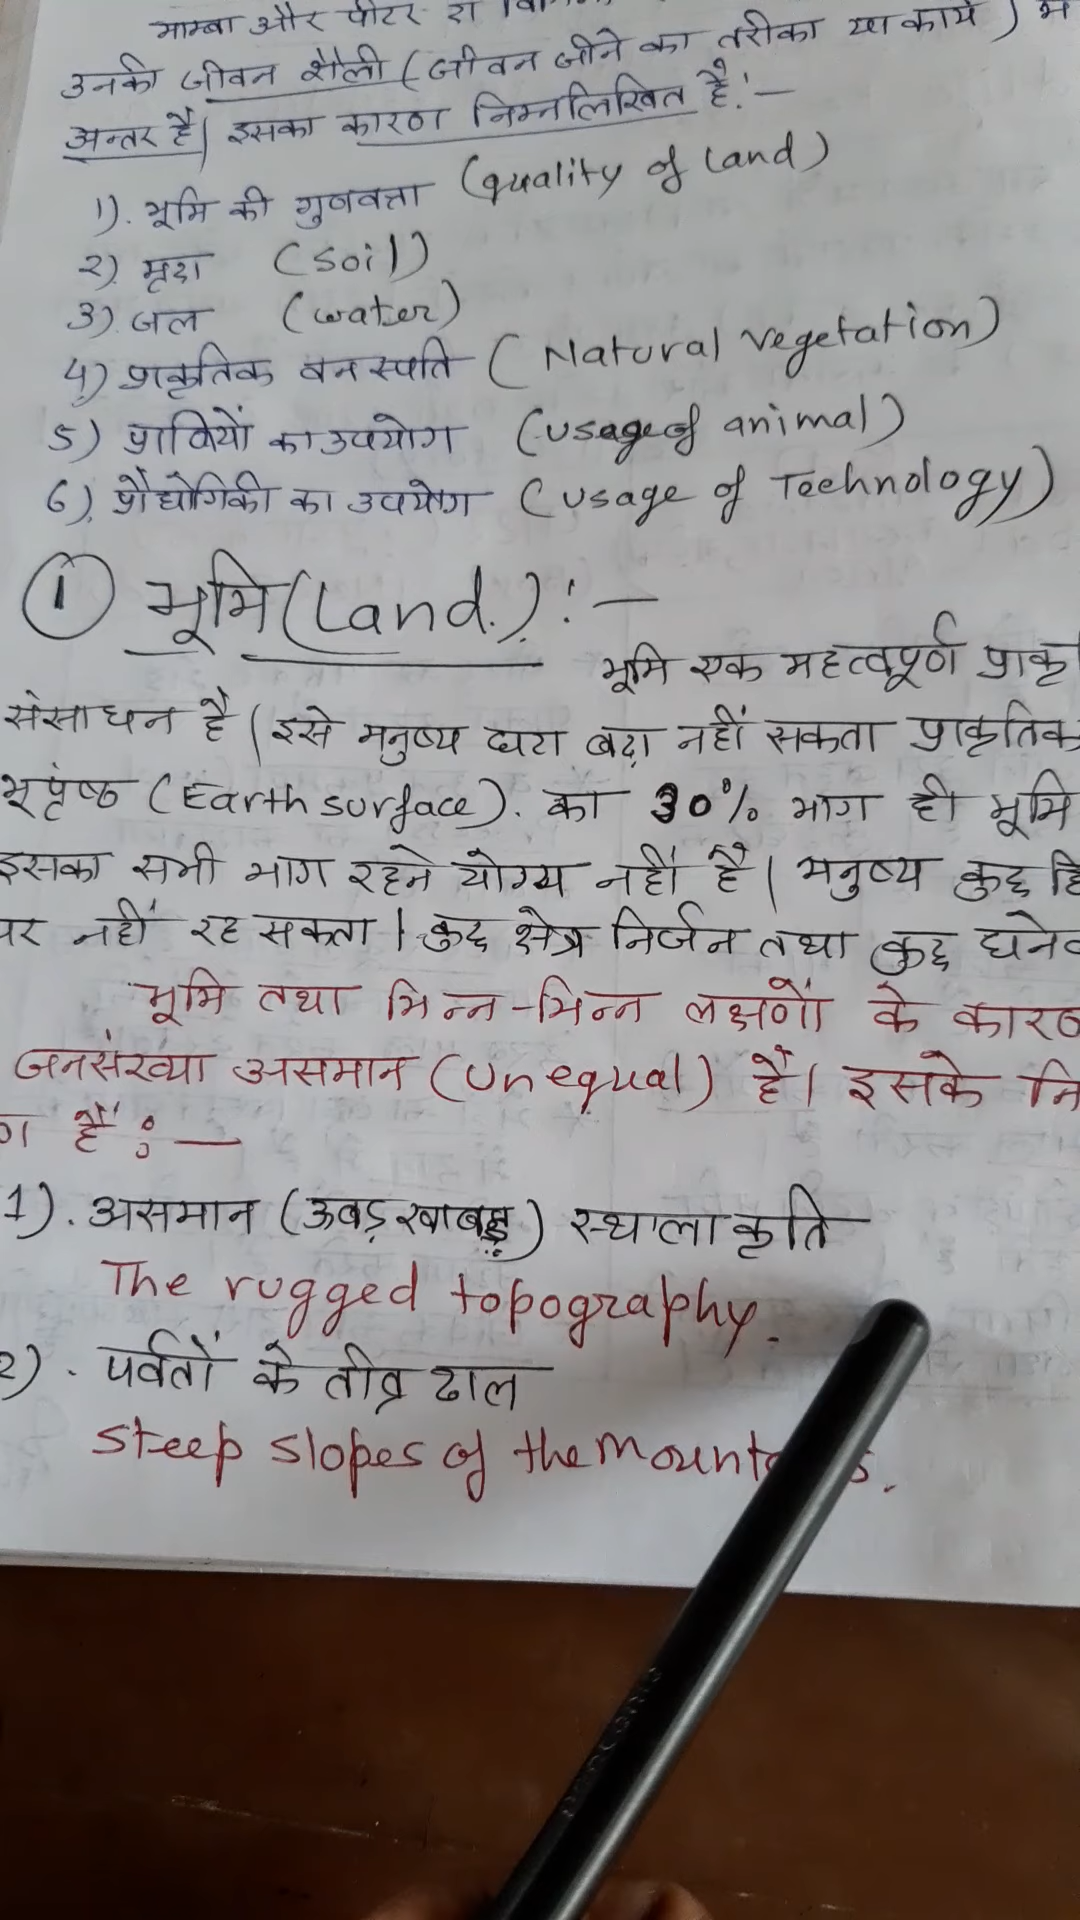 माम्बा और पीटर
उनकी जीवन शैली (जीवन जीने का तरीका या कार्य)
अन्तर है| इसका कारण निम्नलिखित है:-
1). भूमि की गुणवत्ता (quality of land)
2) मृदा (soil)
3) जल (water)
4) प्राकृतिक वनस्पति (Natural vegetation)
5) प्राणियों का उपयोग (usage of animal)
6) प्रौद्योगिकी का उपयोग (usage of Technology)
1 भूमि (Land.):-
भूमि एक महत्वपूर्ण प्राकृ
संसाधन है | इसे मनुष्य द्वारा बढ़ा नहीं सकता प्राकृतिक
भूपृष्ठ (Earth surface). का 30% भाग ही भूमि
इसका सभी भाग रहने योग्य नहीं है | मनुष्य कुछ हि
पर नहीं रह सकता | कुछ क्षेत्र निर्जन तथा कुछ घने
भूमि तथा भिन्न-भिन्न लक्षणों के कारण
जनसंख्या असमान (unequal) है। इसके नि
ण हैं:-
1). असमान (उबड़ खाबड़) स्थलाकृति
The rugged topography.
2). पर्वतों के तीव्र ढाल
steep slopes of the